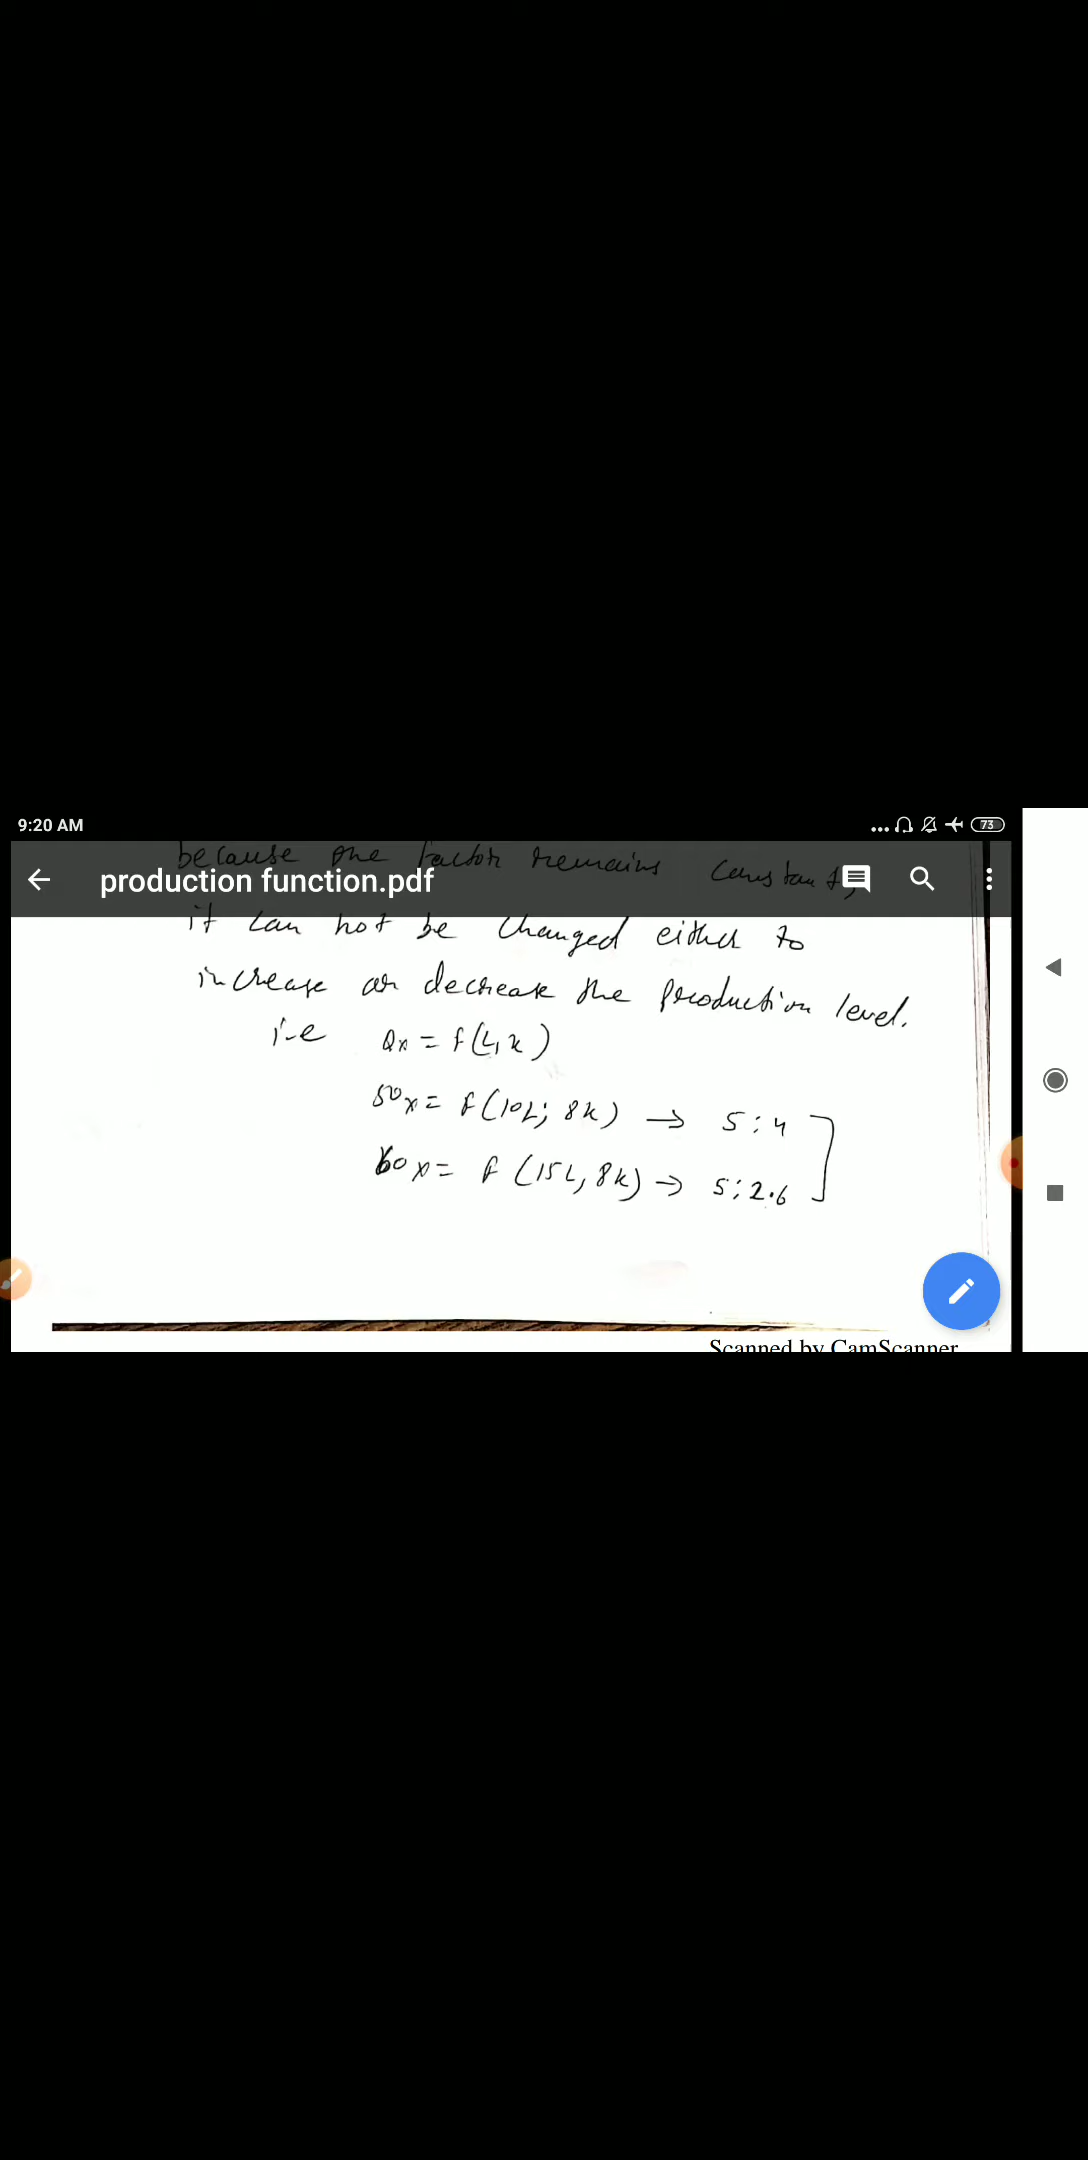 9:20 AM
73
because one factor remains constant,
production function.pdf
it can not be changed either to
increase or decrease the production level.
i.e Qx = f(L, K)
50x = f(10L; 8K) → 5:4
60x = f(15L, 8K) → 5:2.6
Scanned by CamScanner